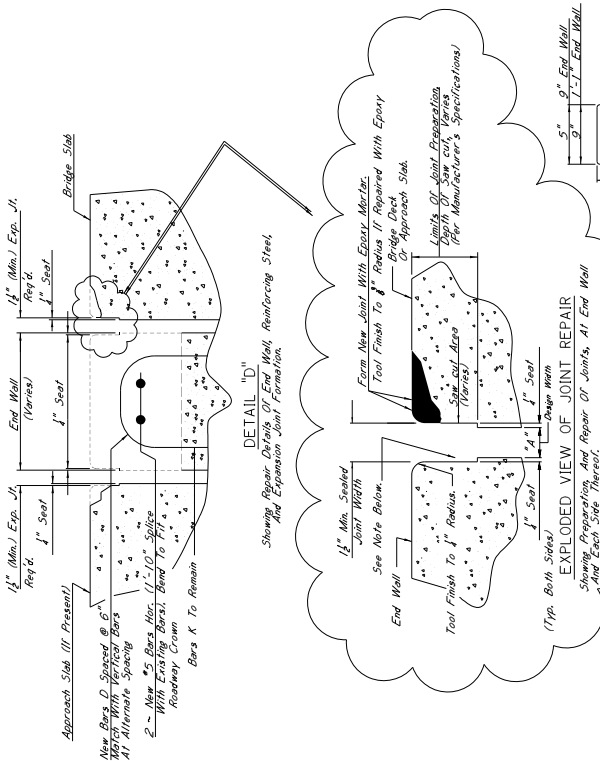 1½" (Min.) Exp. Jt.
Req'd.
End Wall
(Varies)
1½" (Min. Exp. Jt.
Req'd.
¼" Seat
¼" Seat
¼" Seat
Approach Slab (If Present)
Bridge Slab
New Bars D Spaced @ 6"
Match With Vertical Bars
At Alternate Spacing
2 ~ New #5 Bars Hor. (1'-10" Splice
With Existing Bars). Bend To Fit
Roadway Crown
Bars K To Remain
DETAIL "D"
Showing Repair Details Of End Wall, Reinforcing Steel,
And Expansion Joint Formation.
1½" Min. Sealed
Joint Width
See Note Below.
Form New Joint With Epoxy Mortar.
Tool Finish To Radius If Repaired With Epoxy
Bridge Deck
Or Approach Slab.
End Wall
Limits Of Joint Preparation,
Depth Of Saw cut, Varies
(Per Manufacturer's Specifications)
Tool Finish To ¼" Radius.
Saw cut Area
(Varies)
(Typ. Both Sides)
¼" Seat
"A"
Design Width
¼" Seat
EXPLODED VIEW OF JOINT REPAIR
Showing Preparation, And Repair Of Joints, At End Wall
And Each Side Thereof.
5" 9" End Wall
9" 1'-1" End Wall